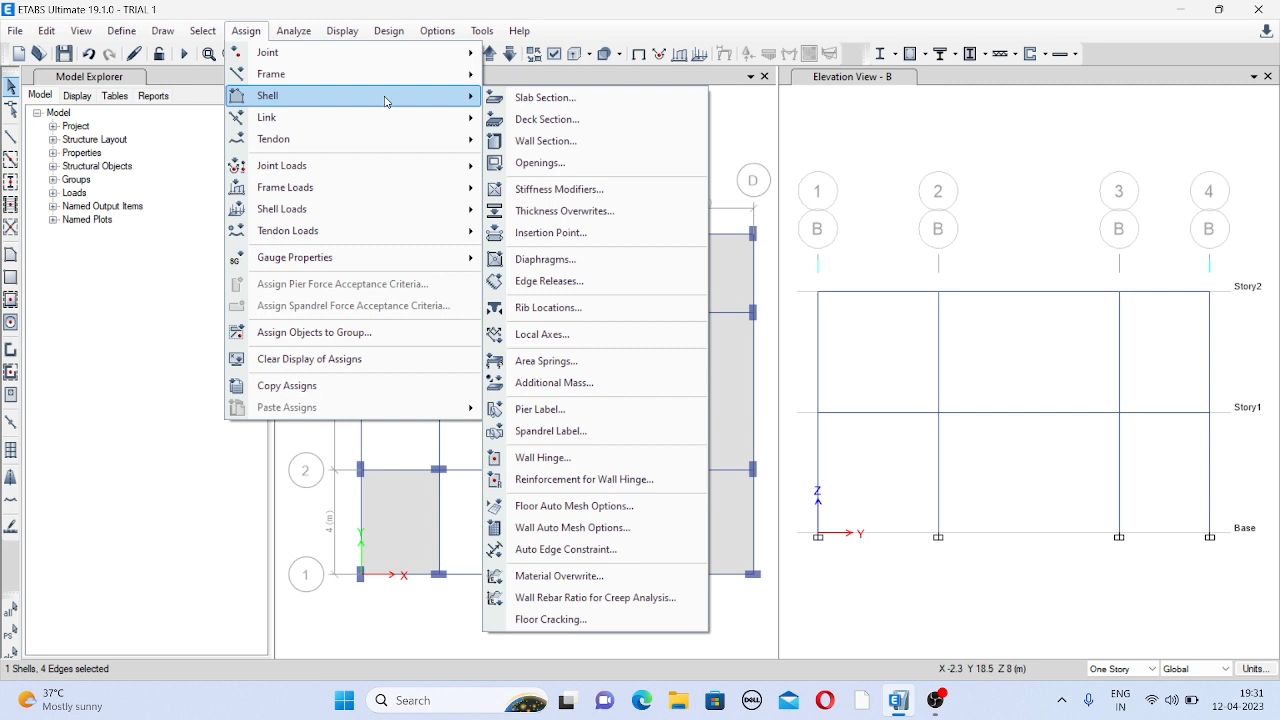 ETABS Ultimate 19.1.0 - TRIAL 1
File Edit View Define Draw Select Assign Analyze Display Design Options Tools Help
Model Explorer
Model Display Tables Reports
Model
Project
Structure Layout
Properties
Structural Objects
Groups
Loads
Named Output Items
Named Plots
Joint
Frame
Shell
Link
Tendon
Joint Loads
Frame Loads
Shell Loads
Tendon Loads
Gauge Properties
Assign Pier Force Acceptance Criteria...
Assign Spandrel Force Acceptance Criteria...
Assign Objects to Group...
Clear Display of Assigns
Copy Assigns
Paste Assigns
Slab Section...
Deck Section...
Wall Section...
Openings...
Stiffness Modifiers...
Thickness Overwrites...
Insertion Point...
Diaphragms...
Edge Releases...
Rib Locations...
Local Axes...
Area Springs...
Additional Mass...
Pier Label...
Spandrel Label...
Wall Hinge...
Reinforcement for Wall Hinge...
Floor Auto Mesh Options...
Wall Auto Mesh Options...
Auto Edge Constraint...
Material Overwrite...
Wall Rebar Ratio for Creep Analysis...
Floor Cracking...
D
2
4 (m)
1
Y
X
Elevation View - B
1 2 3 4
B B B B
Story2
Story1
Base
Z
Y
1 Shells, 4 Edges selected
X -2.3 Y 18.5 Z 8 (m)
One Story
Global
Units...
37°C
Mostly sunny
Search
ENG
IN
19:31
12-04-2023